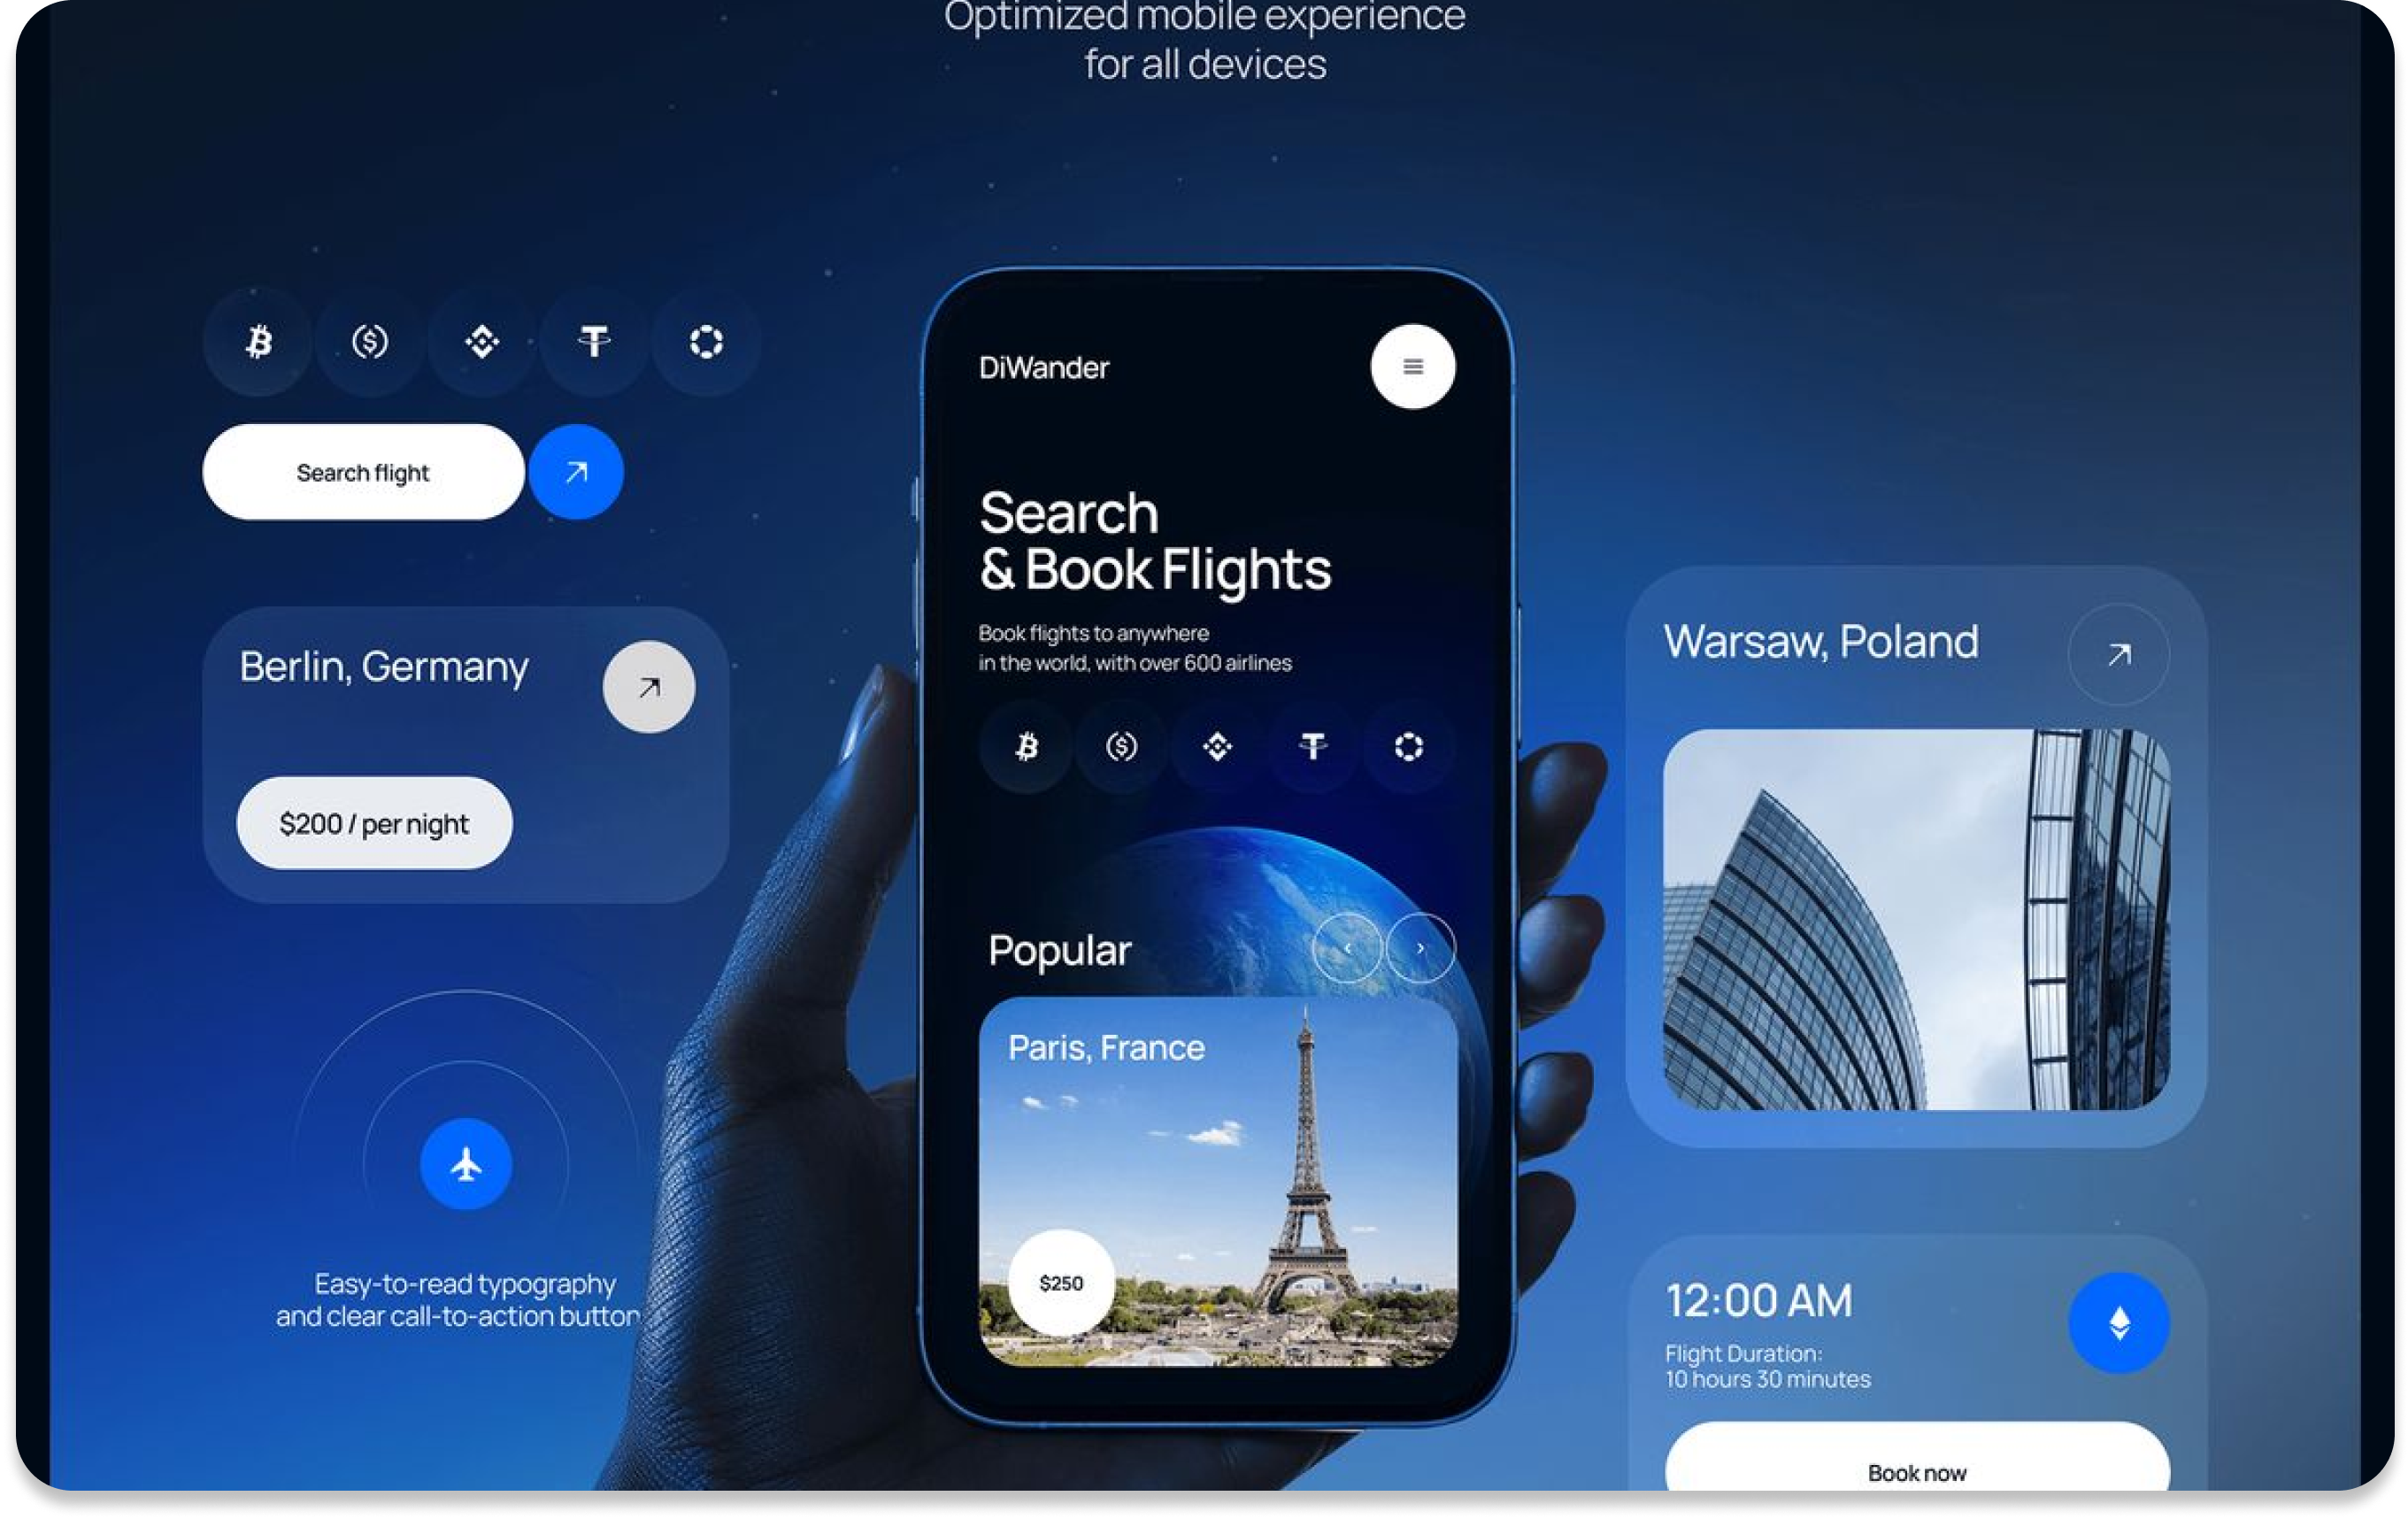 Optimized mobile experience
for all devices
Search flight
Berlin, Germany
$200 / per night
Easy-to-read typography
and clear call-to-action button
DiWander
Search
& Book Flights
Book flights to anywhere
in the world, with over 600 airlines
Popular
Paris, France
$250
Warsaw, Poland
12:00 AM
Flight Duration:
10 hours 30 minutes
Book now